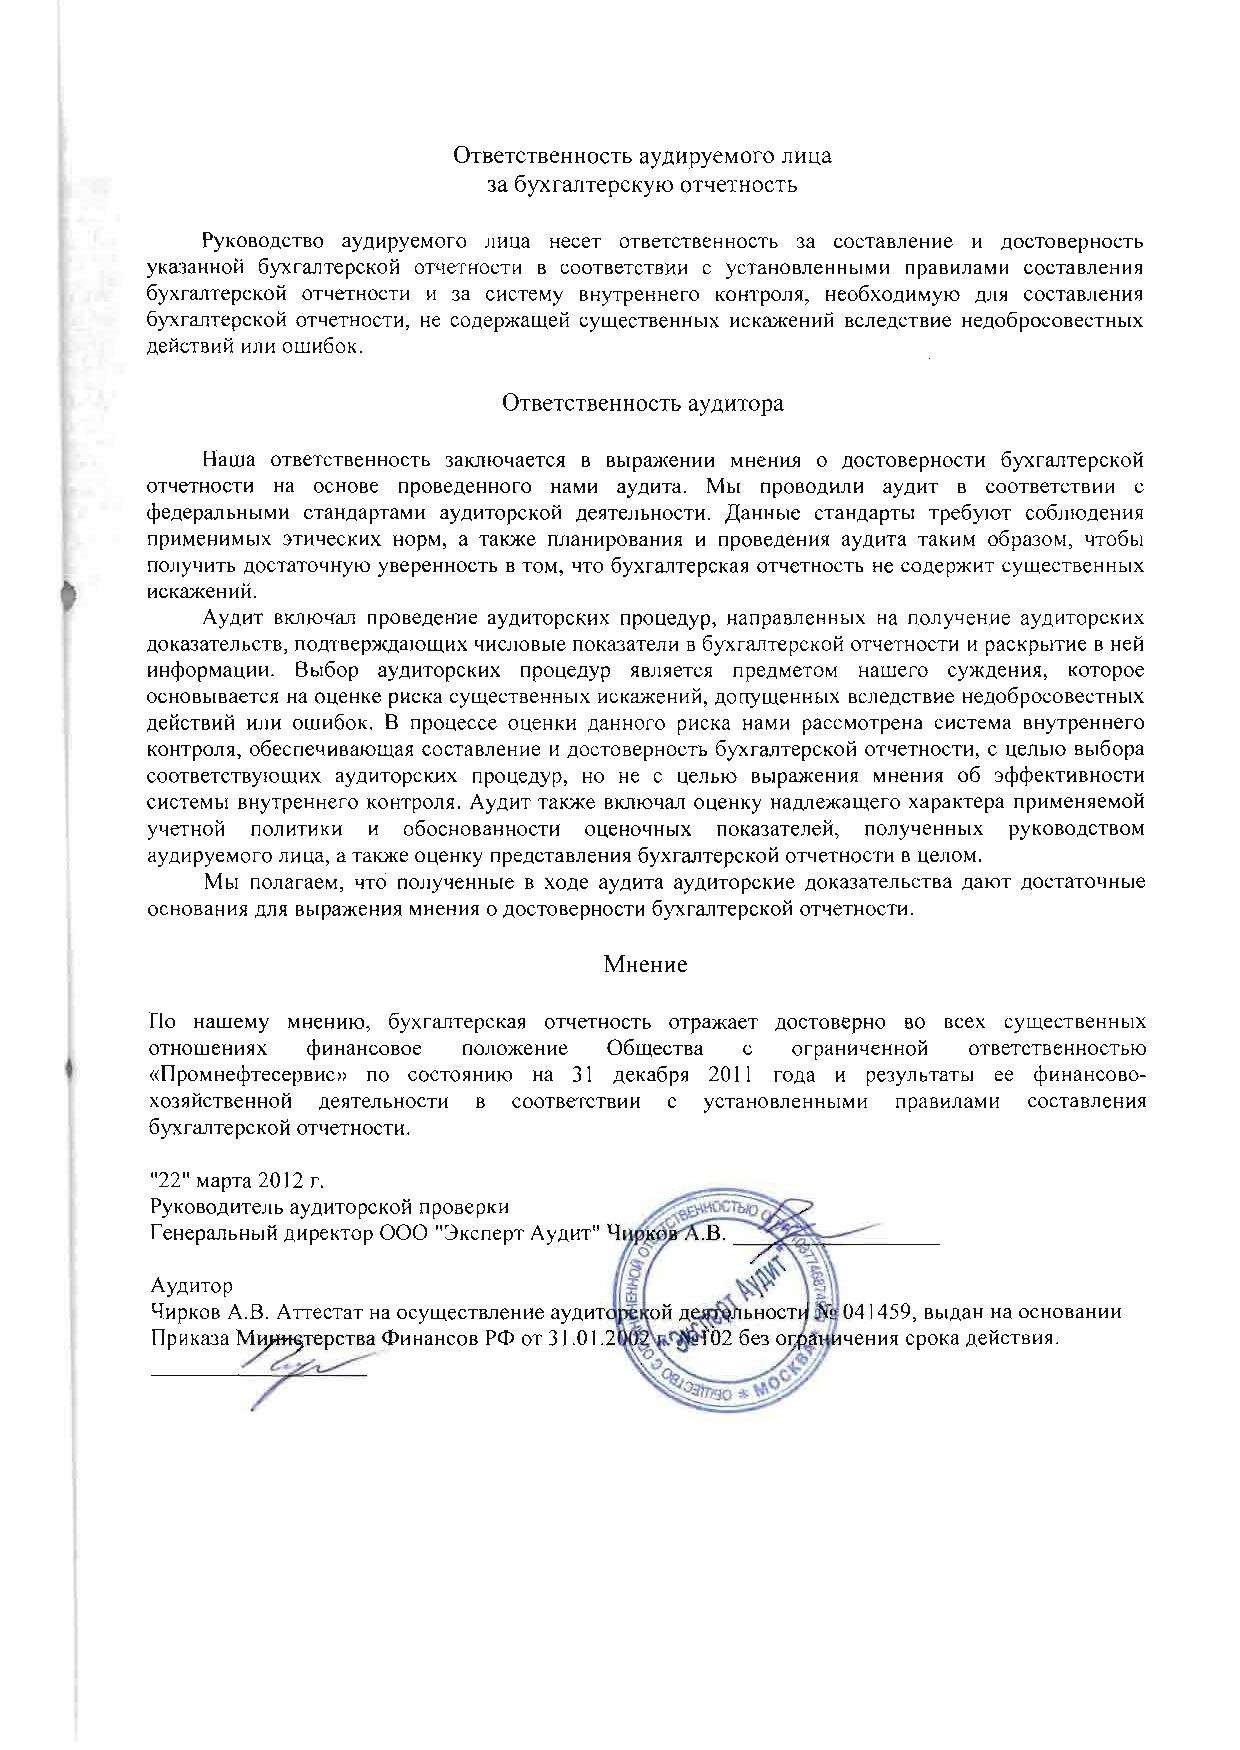 Ответственность аудируемого лица
за бухгалтерскую отчетность
Руководство аудируемого лица несет ответственность за составление и достоверность
указанной бухгалтерской отчетности в соответствии с установленными правилами составления
бухгалтерской отчетности и за систему внутреннего контроля, необходимую для составления
бухгалтерской отчетности, не содержащей существенных искажений вследствие недобросовестных
действий или ошибок.
Ответственность аудитора
Наша ответственность заключается в выражении мнения о достоверности бухгалтерской
отчетности на основе проведенного нами аудита. Мы проводили аудит в соответствии с
федеральными стандартами аудиторской деятельности. Данные стандарты требуют соблюдения
применимых этических норм, а также планирования и проведения аудита таким образом, чтобы
получить достаточную уверенность в том, что бухгалтерская отчетность не содержит существенных
искажений.
Аудит включал проведение аудиторских процедур, направленных на получение аудиторских
доказательств, подтверждающих числовые показатели в бухгалтерской отчетности и раскрытие в ней
информации. Выбор аудиторских процедур является предметом нашего суждения, которое
основывается на оценке риска существенных искажений, допущенных вследствие недобросовестных
действий или ошибок. В процессе оценки данного риска нами рассмотрена система внутреннего
контроля, обеспечивающая составление и достоверность бухгалтерской отчетности, с целью выбора
соответствующих аудиторских процедур, но не с целью выражения мнения об эффективности
системы внутреннего контроля. Аудит также включал оценку надлежащего характера применяемой
учетной политики и обоснованности оценочных показателей, полученных руководством
аудируемого лица, а также оценку представления бухгалтерской отчетности в целом.
Мы полагаем, что полученные в ходе аудита аудиторские доказательства дают достаточные
основания для выражения мнения о достоверности бухгалтерской отчетности.
Мнение
По нашему мнению, бухгалтерская отчетность отражает достоверно во всех существенных
отношениях финансовое положение Общества с ограниченной ответственностью
«Промнефтесервис» по состоянию на 31 декабря 2011 года и результаты ее финансово-
хозяйственной деятельности в соответствии с установленными правилами составления
бухгалтерской отчетности.
"22" марта 2012 г.
Руководитель аудиторской проверки
Генеральный директор ООО "Эксперт Аудит" Чирков А.В.
Аудитор
Чирков А.В. Аттестат на осуществление аудиторской деятельности № 041459, выдан на основании
Приказа Министерства Финансов РФ от 31.01.2002 г. №102 без ограничения срока действия.
ОБЩЕСТВО С ОГРАНИЧЕННОЙ ОТВЕТСТВЕННОСТЬЮ
"Эксперт Аудит"
* МОСКВА *